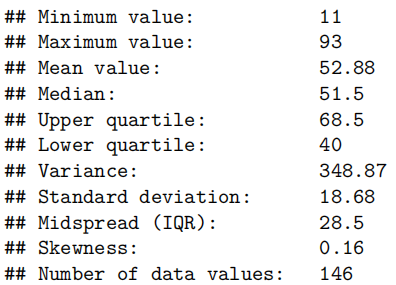 ## Minimum value: 11
## Maximum value: 93
## Mean value: 52.88
## Median: 51.5
## Upper quartile: 68.5
## Lower quartile: 40
## Variance: 348.87
## Standard deviation: 18.68
## Midspread (IQR): 28.5
## Skewness: 0.16
## Number of data values: 146